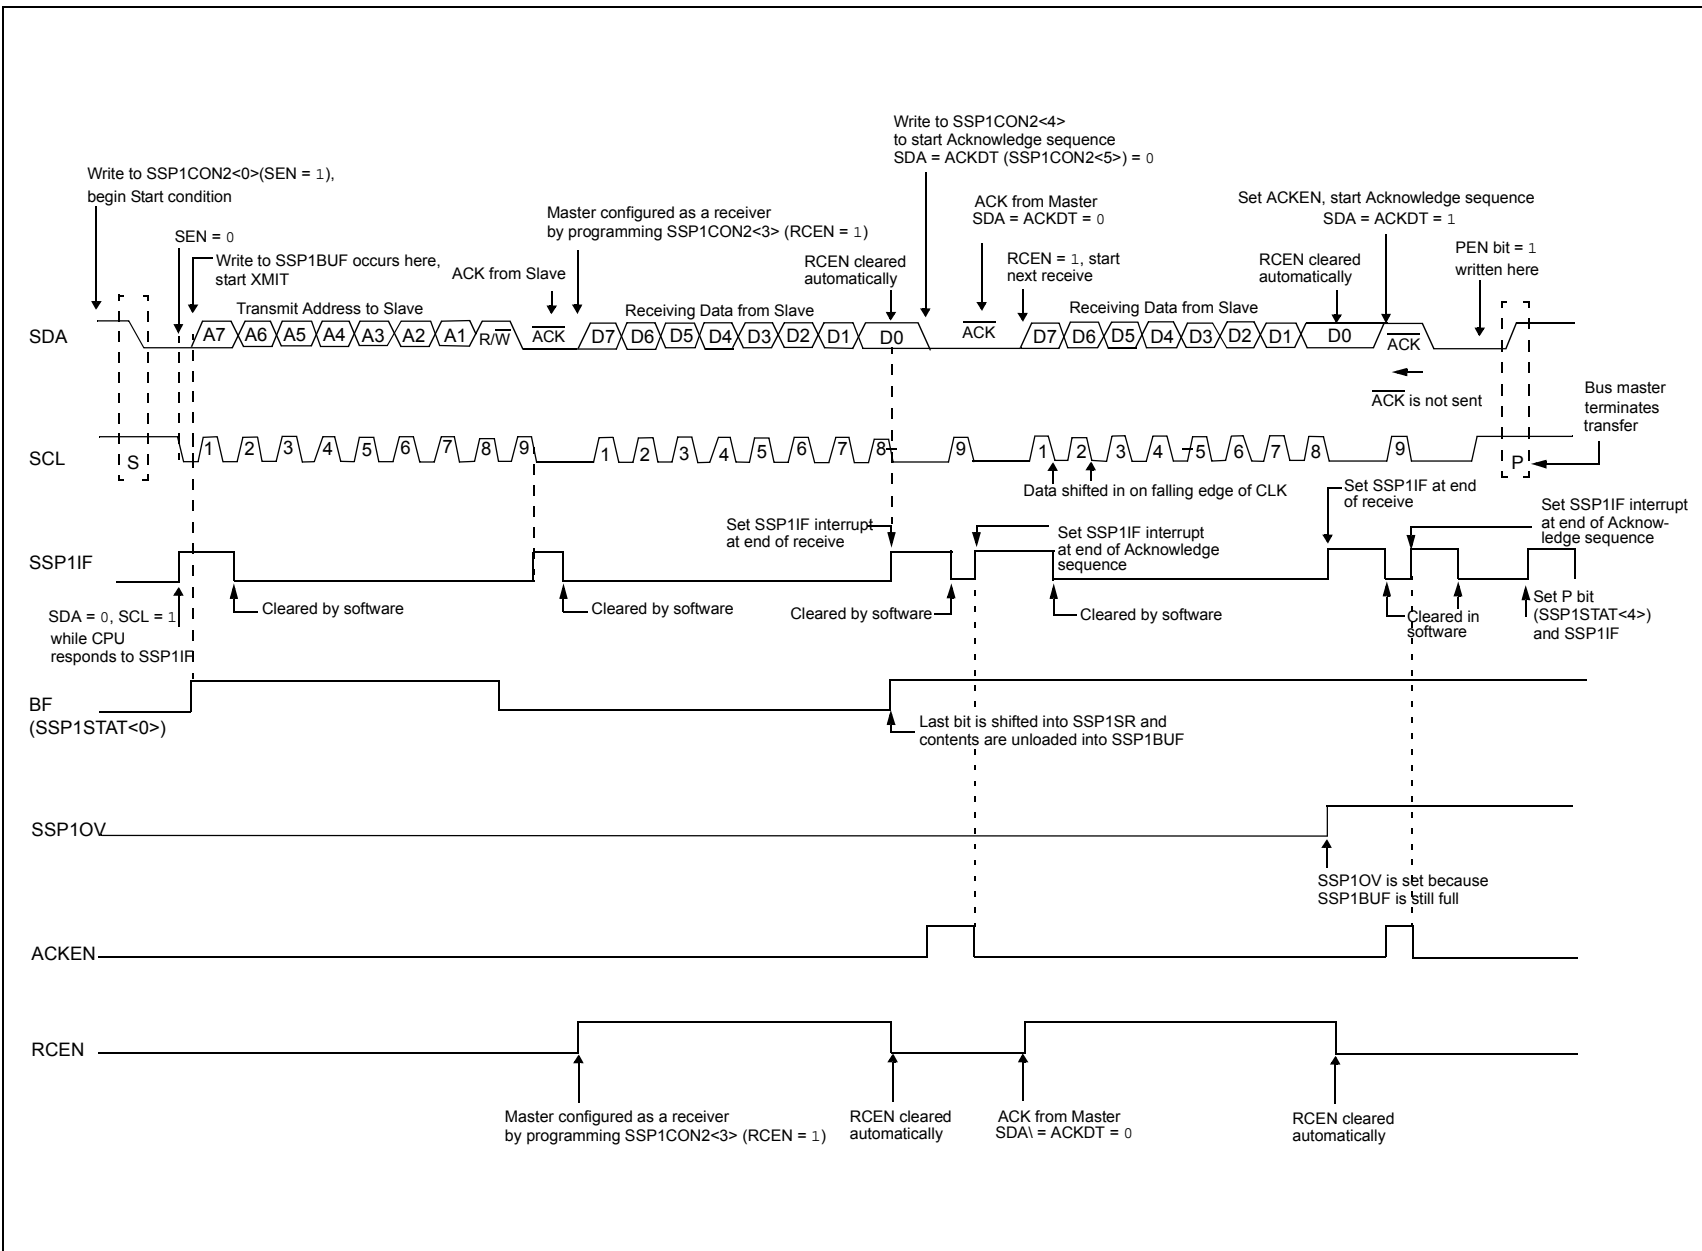 Write to SSP1CON2<4>
to start Acknowledge sequence
SDA = ACKDT (SSP1CON2<5>) = 0
Write to SSP1CON2<0>(SEN = 1),
begin Start condition
ACK from Master
SDA = ACKDT = 0
Set ACKEN, start Acknowledge sequence
SDA = ACKDT = 1
Master configured as a receiver
by programming SSP1CON2<3> (RCEN = 1)
SEN = 0
PEN bit = 1
written here
Write to SSP1BUF occurs here,
start XMIT
ACK from Slave
RCEN cleared
automatically
RCEN = 1, start
next receive
RCEN cleared
automatically
Transmit Address to Slave
Receiving Data from Slave
Receiving Data from Slave
SDA
A7 A6 A5 A4 A3 A2 A1 R/W ACK D7 D6 D5 D4 D3 D2 D1 D0 ACK D7 D6 D5 D4 D3 D2 D1 D0 ACK
ACK is not sent
Bus master
terminates
transfer
SCL
S 1 2 3 4 5 6 7 8 9 1 2 3 4 5 6 7 8 9 1 2 3 4 5 6 7 8 9 P
Data shifted in on falling edge of CLK
Set SSP1IF at end
of receive
Set SSP1IF interrupt
at end of Acknow-
ledge sequence
Set SSP1IF interrupt
at end of receive
Set SSP1IF interrupt
at end of Acknowledge
sequence
SSP1IF
Cleared by software
Cleared by software
Cleared by software
Cleared by software
Cleared in
software
Set P bit
(SSP1STAT<4>)
and SSP1IF
SDA = 0, SCL = 1
while CPU
responds to SSP1IF
BF
(SSP1STAT<0>)
Last bit is shifted into SSP1SR and
contents are unloaded into SSP1BUF
SSP1OV
SSP1OV is set because
SSP1BUF is still full
ACKEN
RCEN
Master configured as a receiver
by programming SSP1CON2<3> (RCEN = 1)
RCEN cleared
automatically
ACK from Master
SDA\ = ACKDT = 0
RCEN cleared
automatically